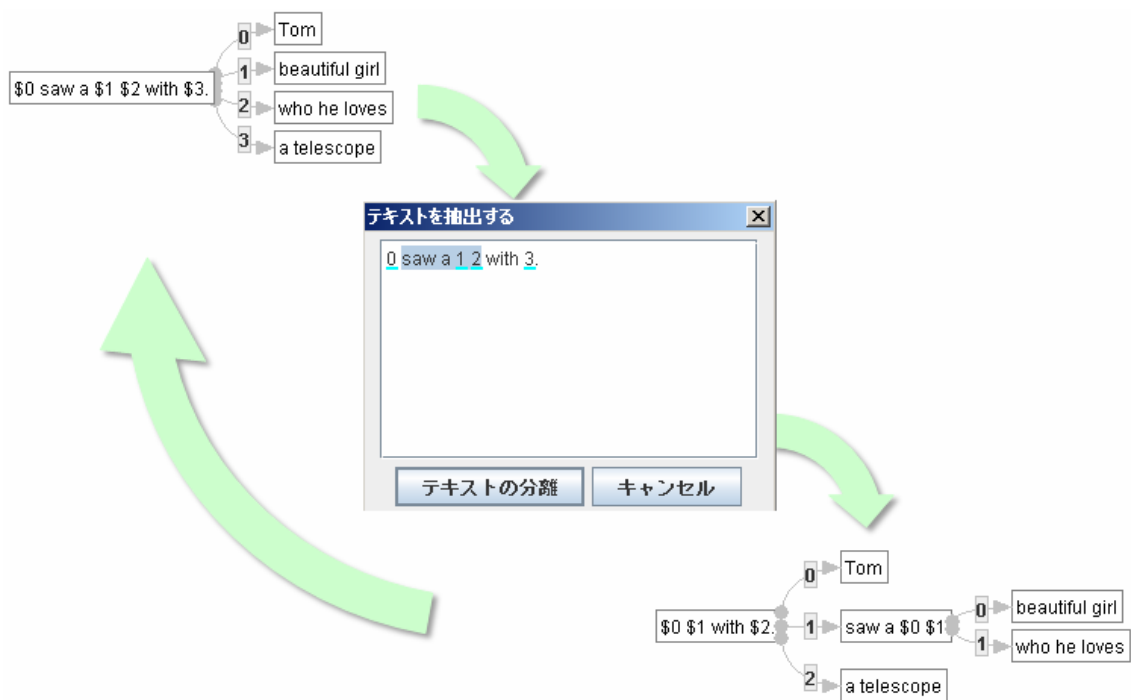 $0 saw a $1 $2 with $3.
0
Tom
1
beautiful girl
2
who he loves
3
a telescope
テキストを抽出する
0 saw a 1 2 with 3.
テキストの分離
キャンセル
$0 $1 with $2.
0
Tom
1
saw a $0 $1
0
beautiful girl
1
who he loves
2
a telescope